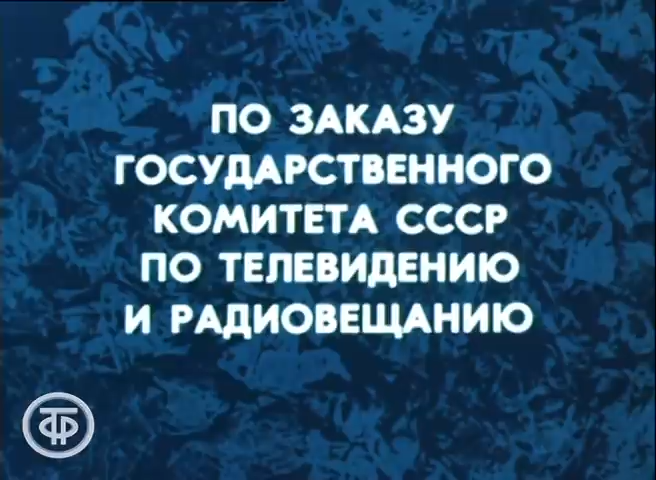 ПО ЗАКАЗУ
ГОСУДАРСТВЕННОГО
КОМИТЕТА СССР
ПО ТЕЛЕВИДЕНИЮ
И РАДИОВЕЩАНИЮ